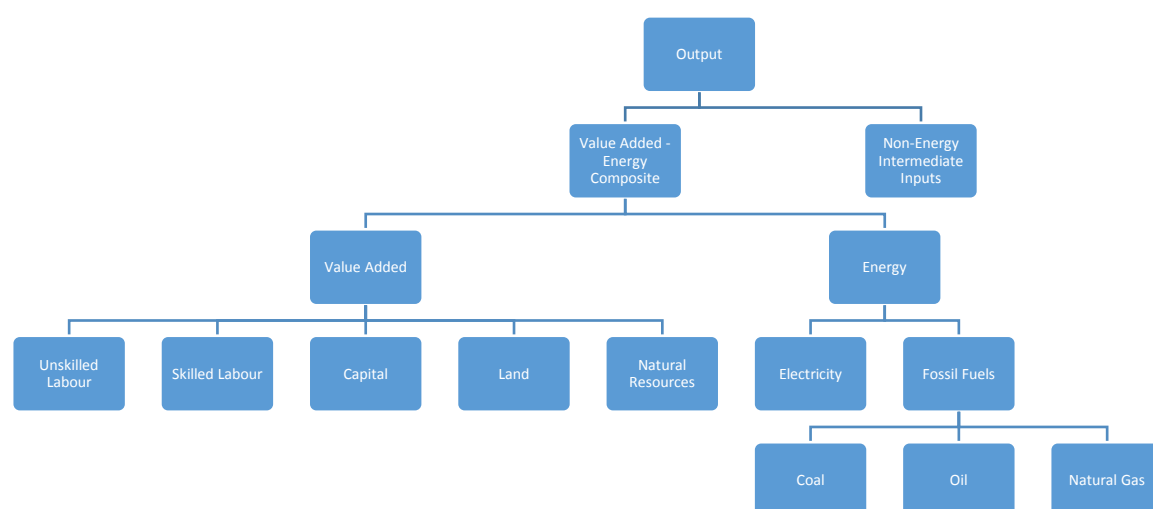 Output
Value Added -
Energy
Composite
Non-Energy
Intermediate
Inputs
Value Added
Energy
Unskilled
Labour
Skilled Labour
Capital
Land
Natural
Resources
Electricity
Fossil Fuels
Coal
Oil
Natural Gas